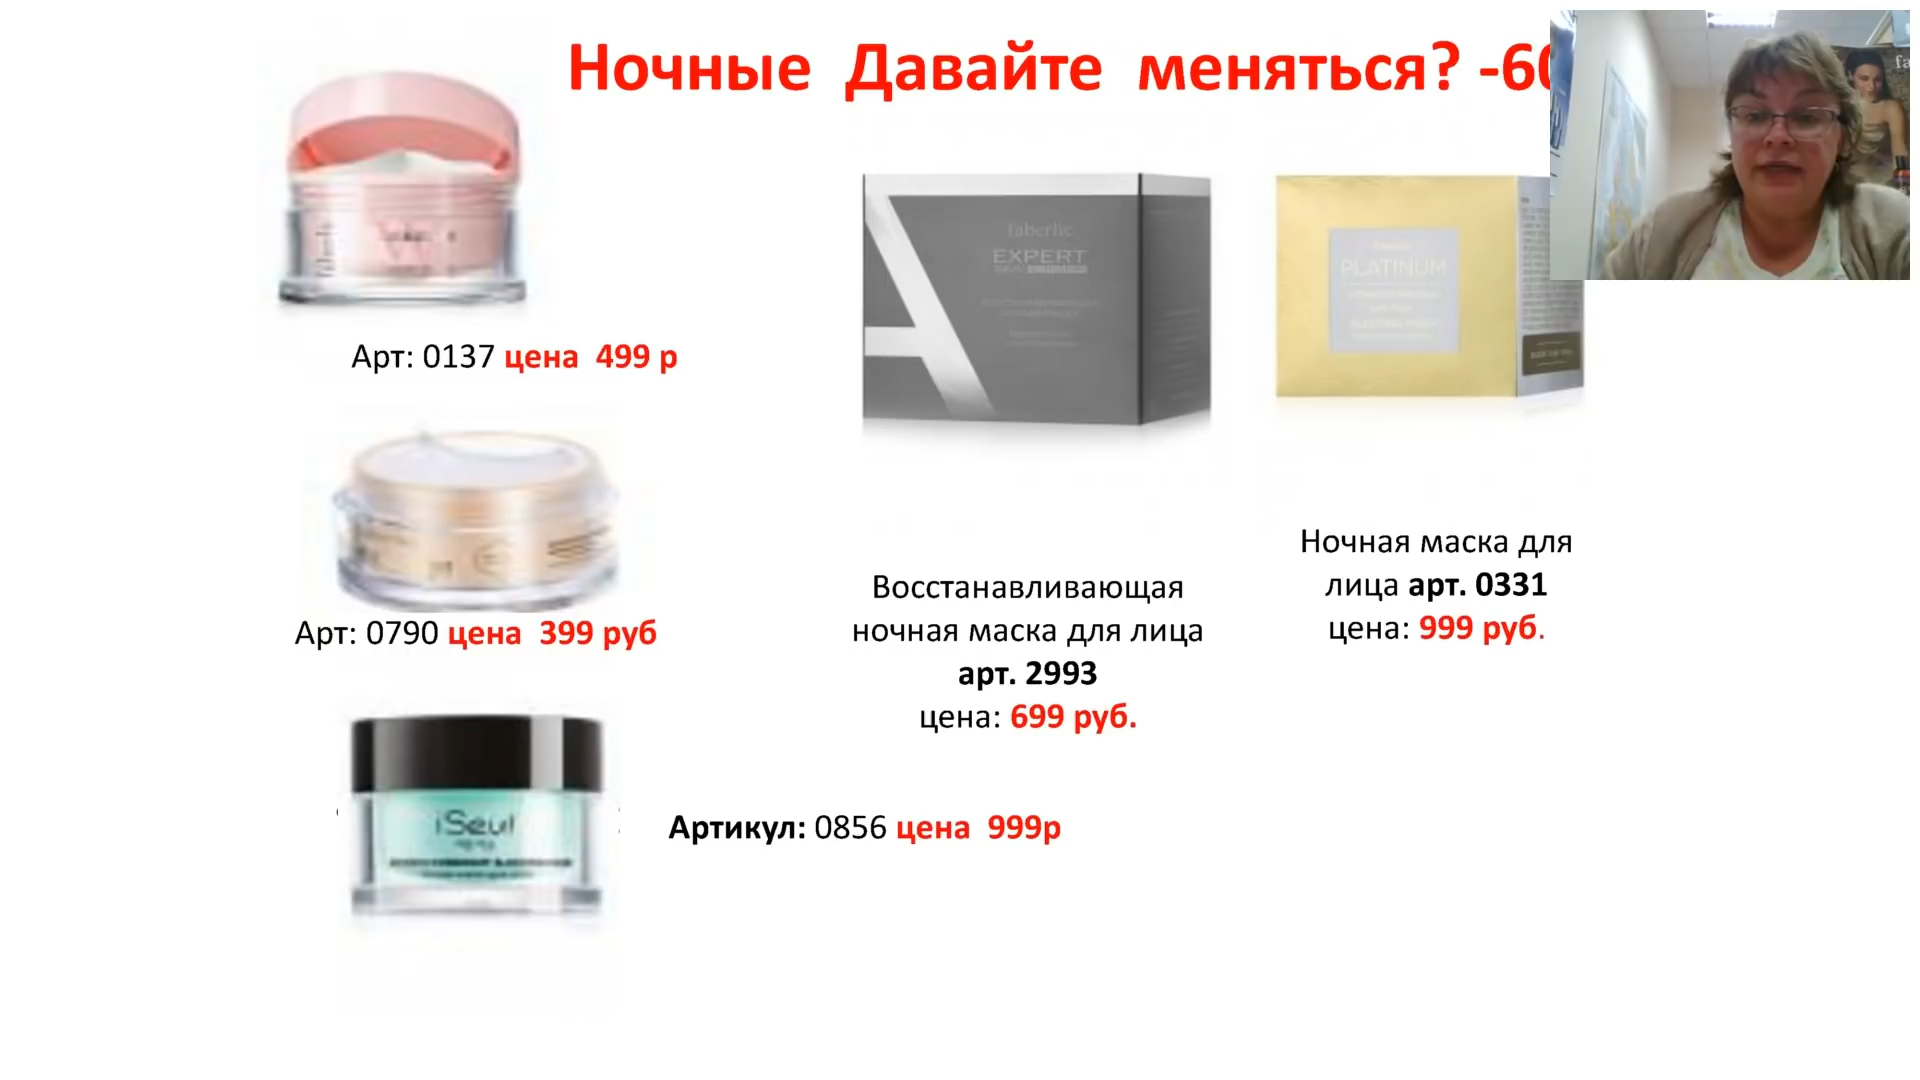 Ночные Давайте меняться? -60
Арт: 0137 цена 499 р
Арт: 0790 цена 399 руб
iSeul
Артикул: 0856 цена 999р
faberlic
EXPERT
Восстанавливающая
ночная маска для лица
арт. 2993
цена: 699 руб.
PLATINUM
Ночная маска для
лица арт. 0331
цена: 999 руб.
fa